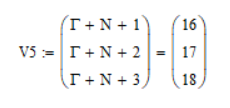 Γ + N + 1 16
V5 := Γ + N + 2 = 17
Γ + N + 3 18